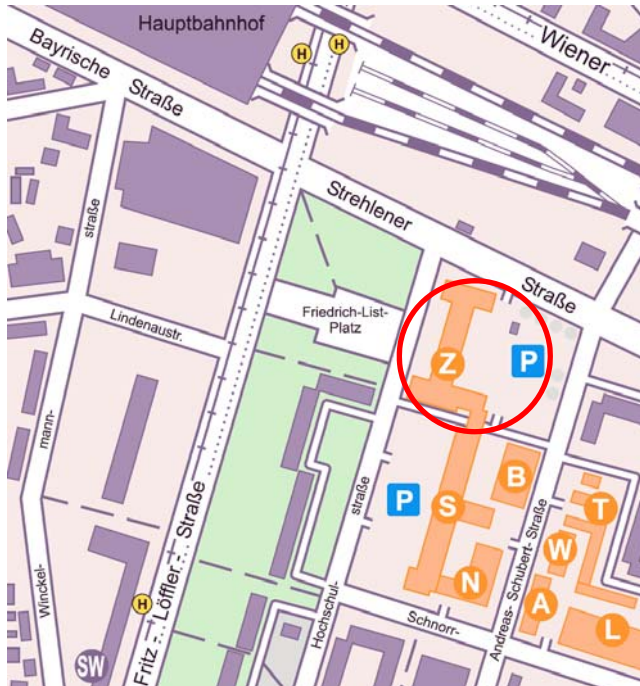 Hauptbahnhof
H
H
Wiener
Bayrische
Straße
Strehlener
Straße
straße
Friedrich-List-
Platz
Lindenaustr.
Z
P
mann-
Straße
straße
B
P
S
T
W
Löffler -
Andreas- Schubert- Straße
N
A
Winckel-
H
Hochschul-
Schnorr-
L
Fritz -
SW